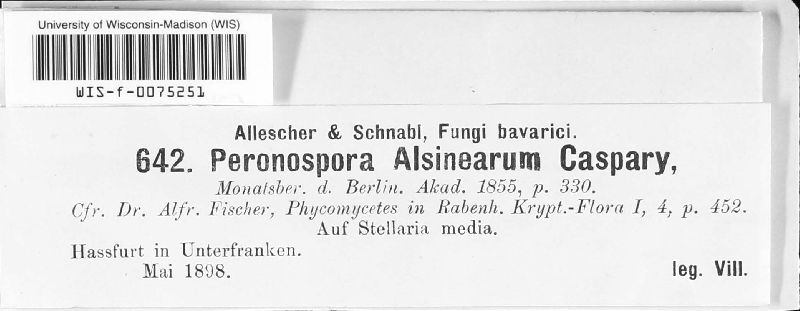 University of Wisconsin-Madison (WIS)
WIS-f-0075251
Allescher & Schnabl, Fungi bavarici.
642. Peronospora Alsinearum Caspary,
Monatsber. d. Berlin. Akad. 1855, p. 330.
Cfr. Dr. Alfr. Fischer, Phycomycetes in Rabenh. Krypt.-Flora I, 4, p. 452.
Auf Stellaria media.
Hassfurt in Unterfranken.
Mai 1898.
leg. Vill.